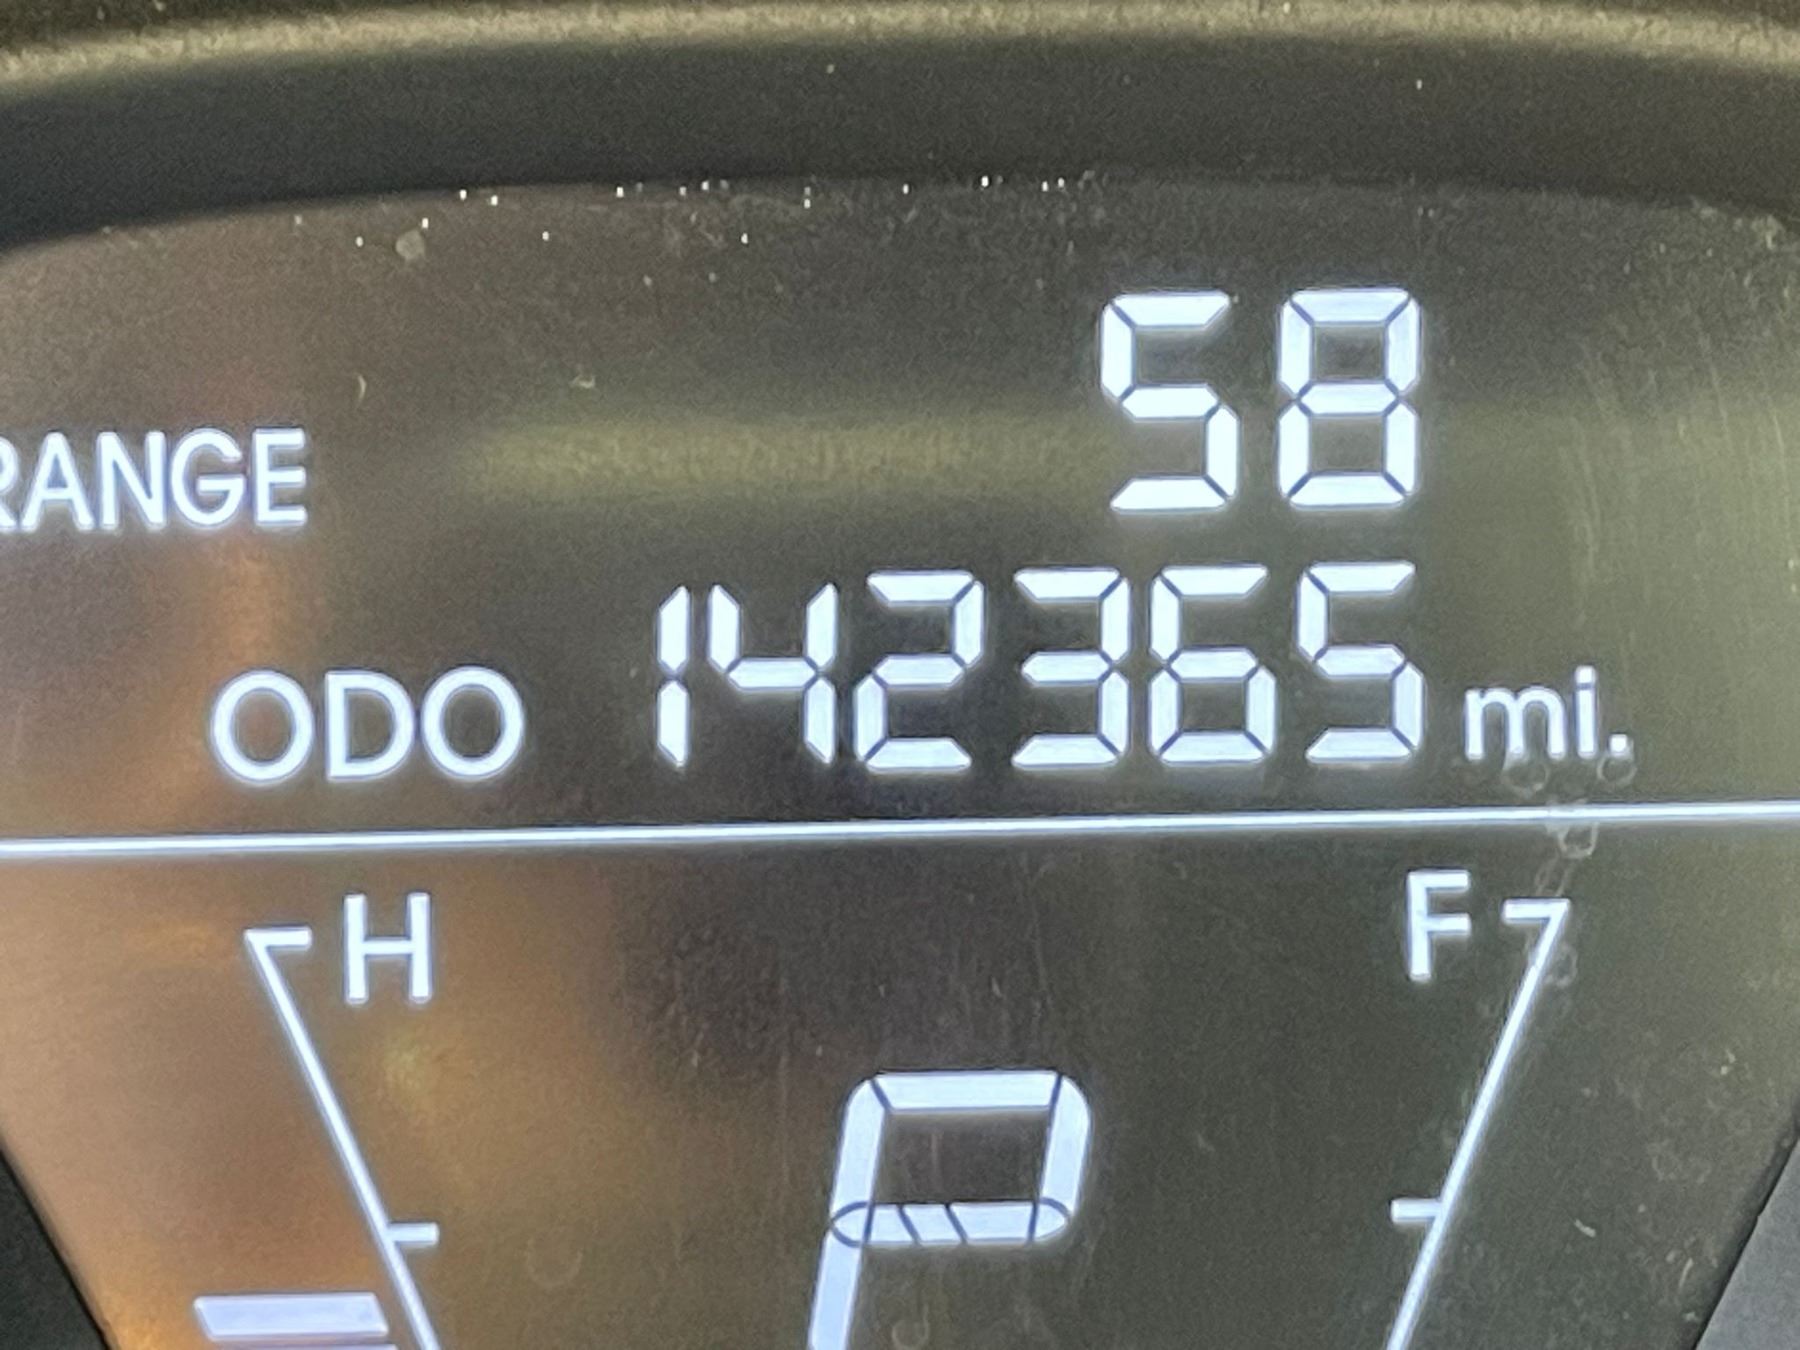 RANGE 58
ODO 142365 mi.
H F
P